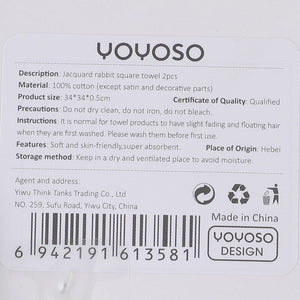 YOYOSO
Description: Jacquard rabbit square towel 2pcs
Material: 100% cotton (except satin and decorative parts)
Product size: 34*34*0.5cm Certificate of Quality: Qualified
Precautions: Do not dry clean, do not iron, do not bleach.
Instructions: It is normal for towel products to have slight fading and floating hair
when they are first washed. Please wash them before first use.
Features: Soft and skin-friendly,super absorbent. Place of Origin: Hebei
Storage method: Keep in a dry and ventilated place to avoid moisture.
Agent and address:
Yiwu Think Tanks Trading Co., Ltd
NO. 259, Sufu Road, Yiwu City, China
Made in China
YOYOSO
DESIGN
6 942191 613581